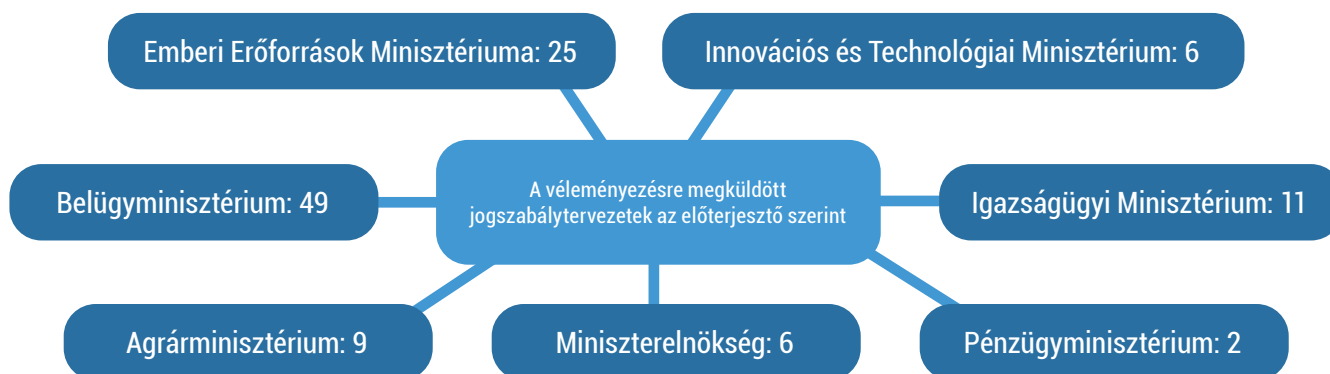 Emberi Erőforrások Minisztériuma: 25
Innovációs és Technológiai Minisztérium: 6
Belügyminisztérium: 49
A véleményezésre megküldött
jogszabálytervezetek az előterjesztő szerint
Igazságügyi Minisztérium: 11
Agrárminisztérium: 9
Miniszterelnökség: 6
Pénzügyminisztérium: 2